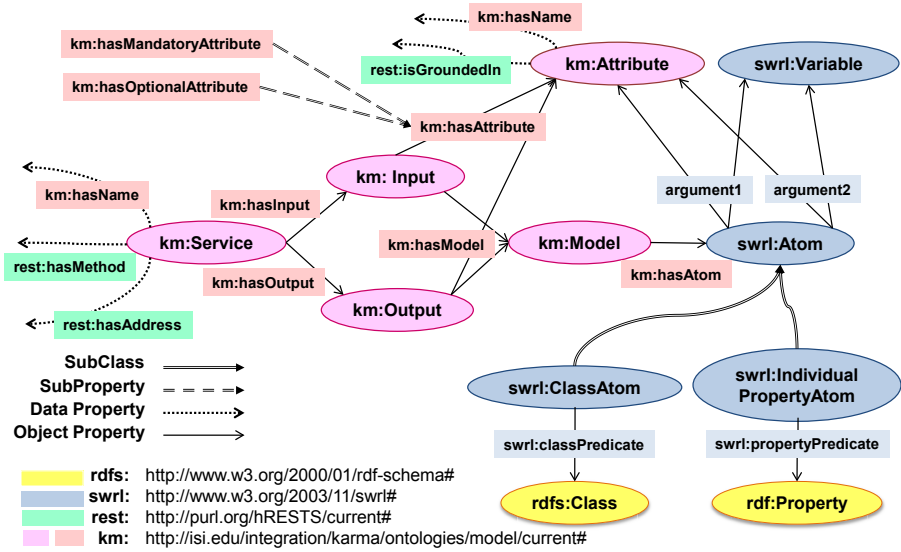 km:hasName
km:hasMandatoryAttribute
rest:isGroundedIn
km:Attribute
swrl:Variable
km:hasOptionalAttribute
km:hasAttribute
km: Input
km:hasName
km:hasInput
argument1
argument2
km:Service
km:hasModel
km:Model
swrl:Atom
rest:hasMethod
km:hasOutput
km:hasAtom
km:Output
rest:hasAddress
SubClass
SubProperty
Data Property
Object Property
swrl:ClassAtom
swrl:Individual
PropertyAtom
swrl:classPredicate
swrl:propertyPredicate
rdfs:Class
rdf:Property
rdfs: http://www.w3.org/2000/01/rdf-schema#
swrl: http://www.w3.org/2003/11/swrl#
rest: http://purl.org/hRESTS/current#
km: http://isi.edu/integration/karma/ontologies/model/current#